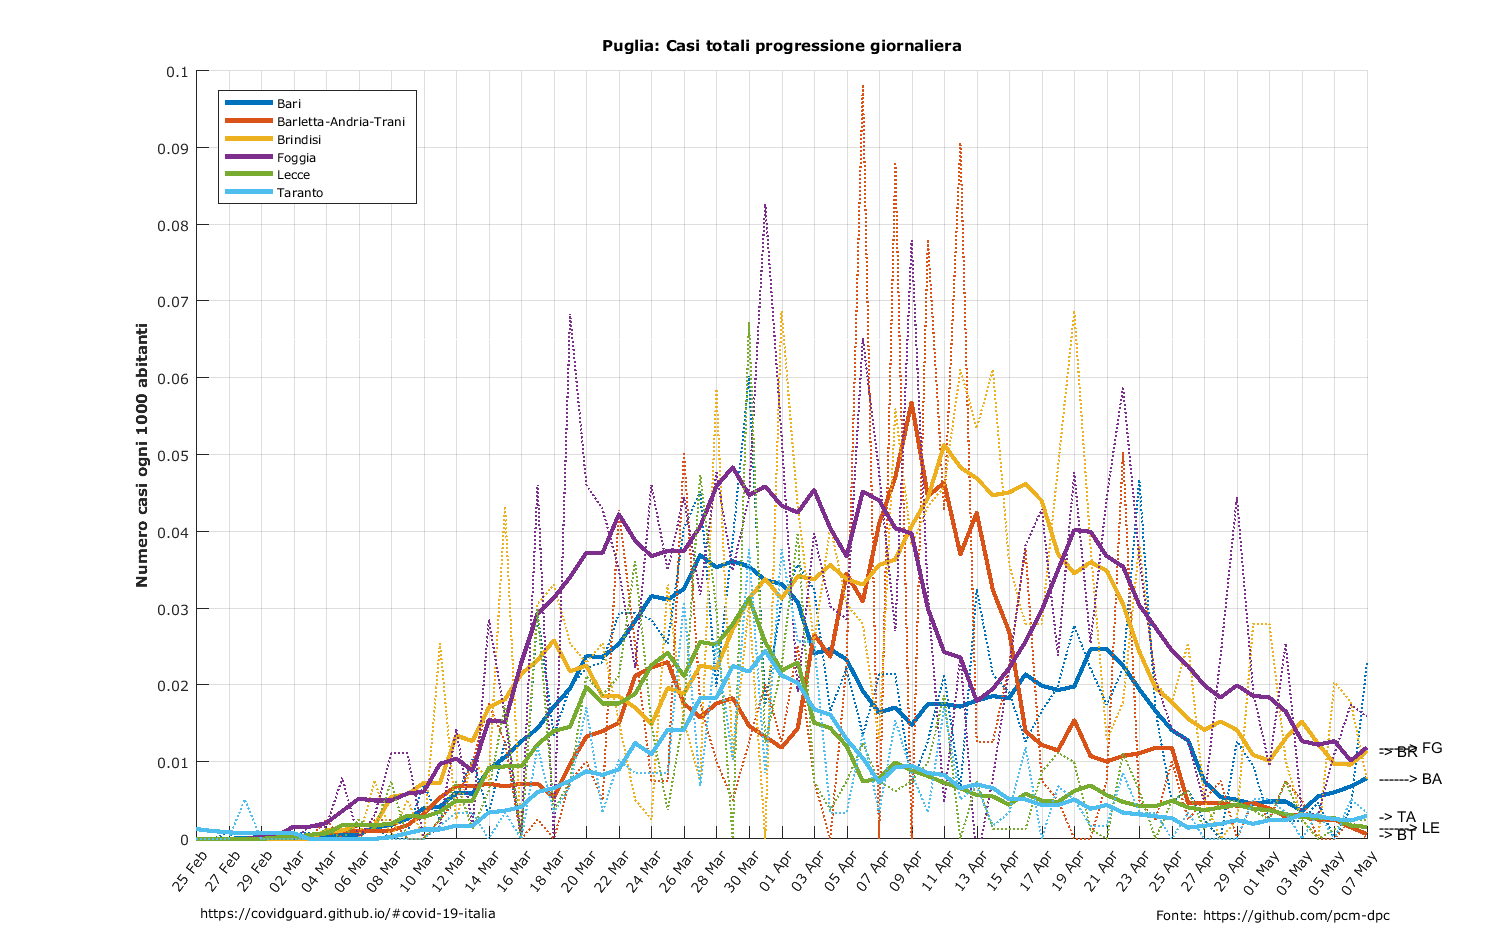 Puglia: Casi totali progressione giornaliera
Numero casi ogni 1000 abitanti
0.1
0.09
0.08
0.07
0.06
0.05
0.04
0.03
0.02
0.01
0
Bari
Barletta-Andria-Trani
Brindisi
Foggia
Lecce
Taranto
------> FG
-----> BR
------> BA
-> TA
------> LE
-> BT
25 Feb
27 Feb
29 Feb
02 Mar
04 Mar
06 Mar
08 Mar
10 Mar
12 Mar
14 Mar
16 Mar
18 Mar
20 Mar
22 Mar
24 Mar
26 Mar
28 Mar
30 Mar
01 Apr
03 Apr
05 Apr
07 Apr
09 Apr
11 Apr
13 Apr
15 Apr
17 Apr
19 Apr
21 Apr
23 Apr
25 Apr
27 Apr
29 Apr
01 May
03 May
05 May
07 May
https://covidguard.github.io/#covid-19-italia
Fonte: https://github.com/pcm-dpc